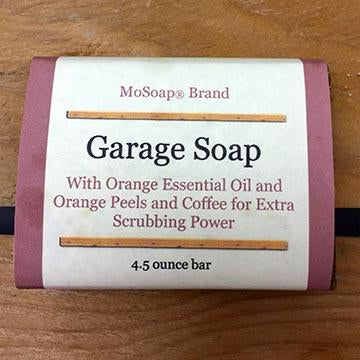 MoSoap® Brand
Garage Soap
With Orange Essential Oil and
Orange Peels and Coffee for Extra
Scrubbing Power
4.5 ounce bar